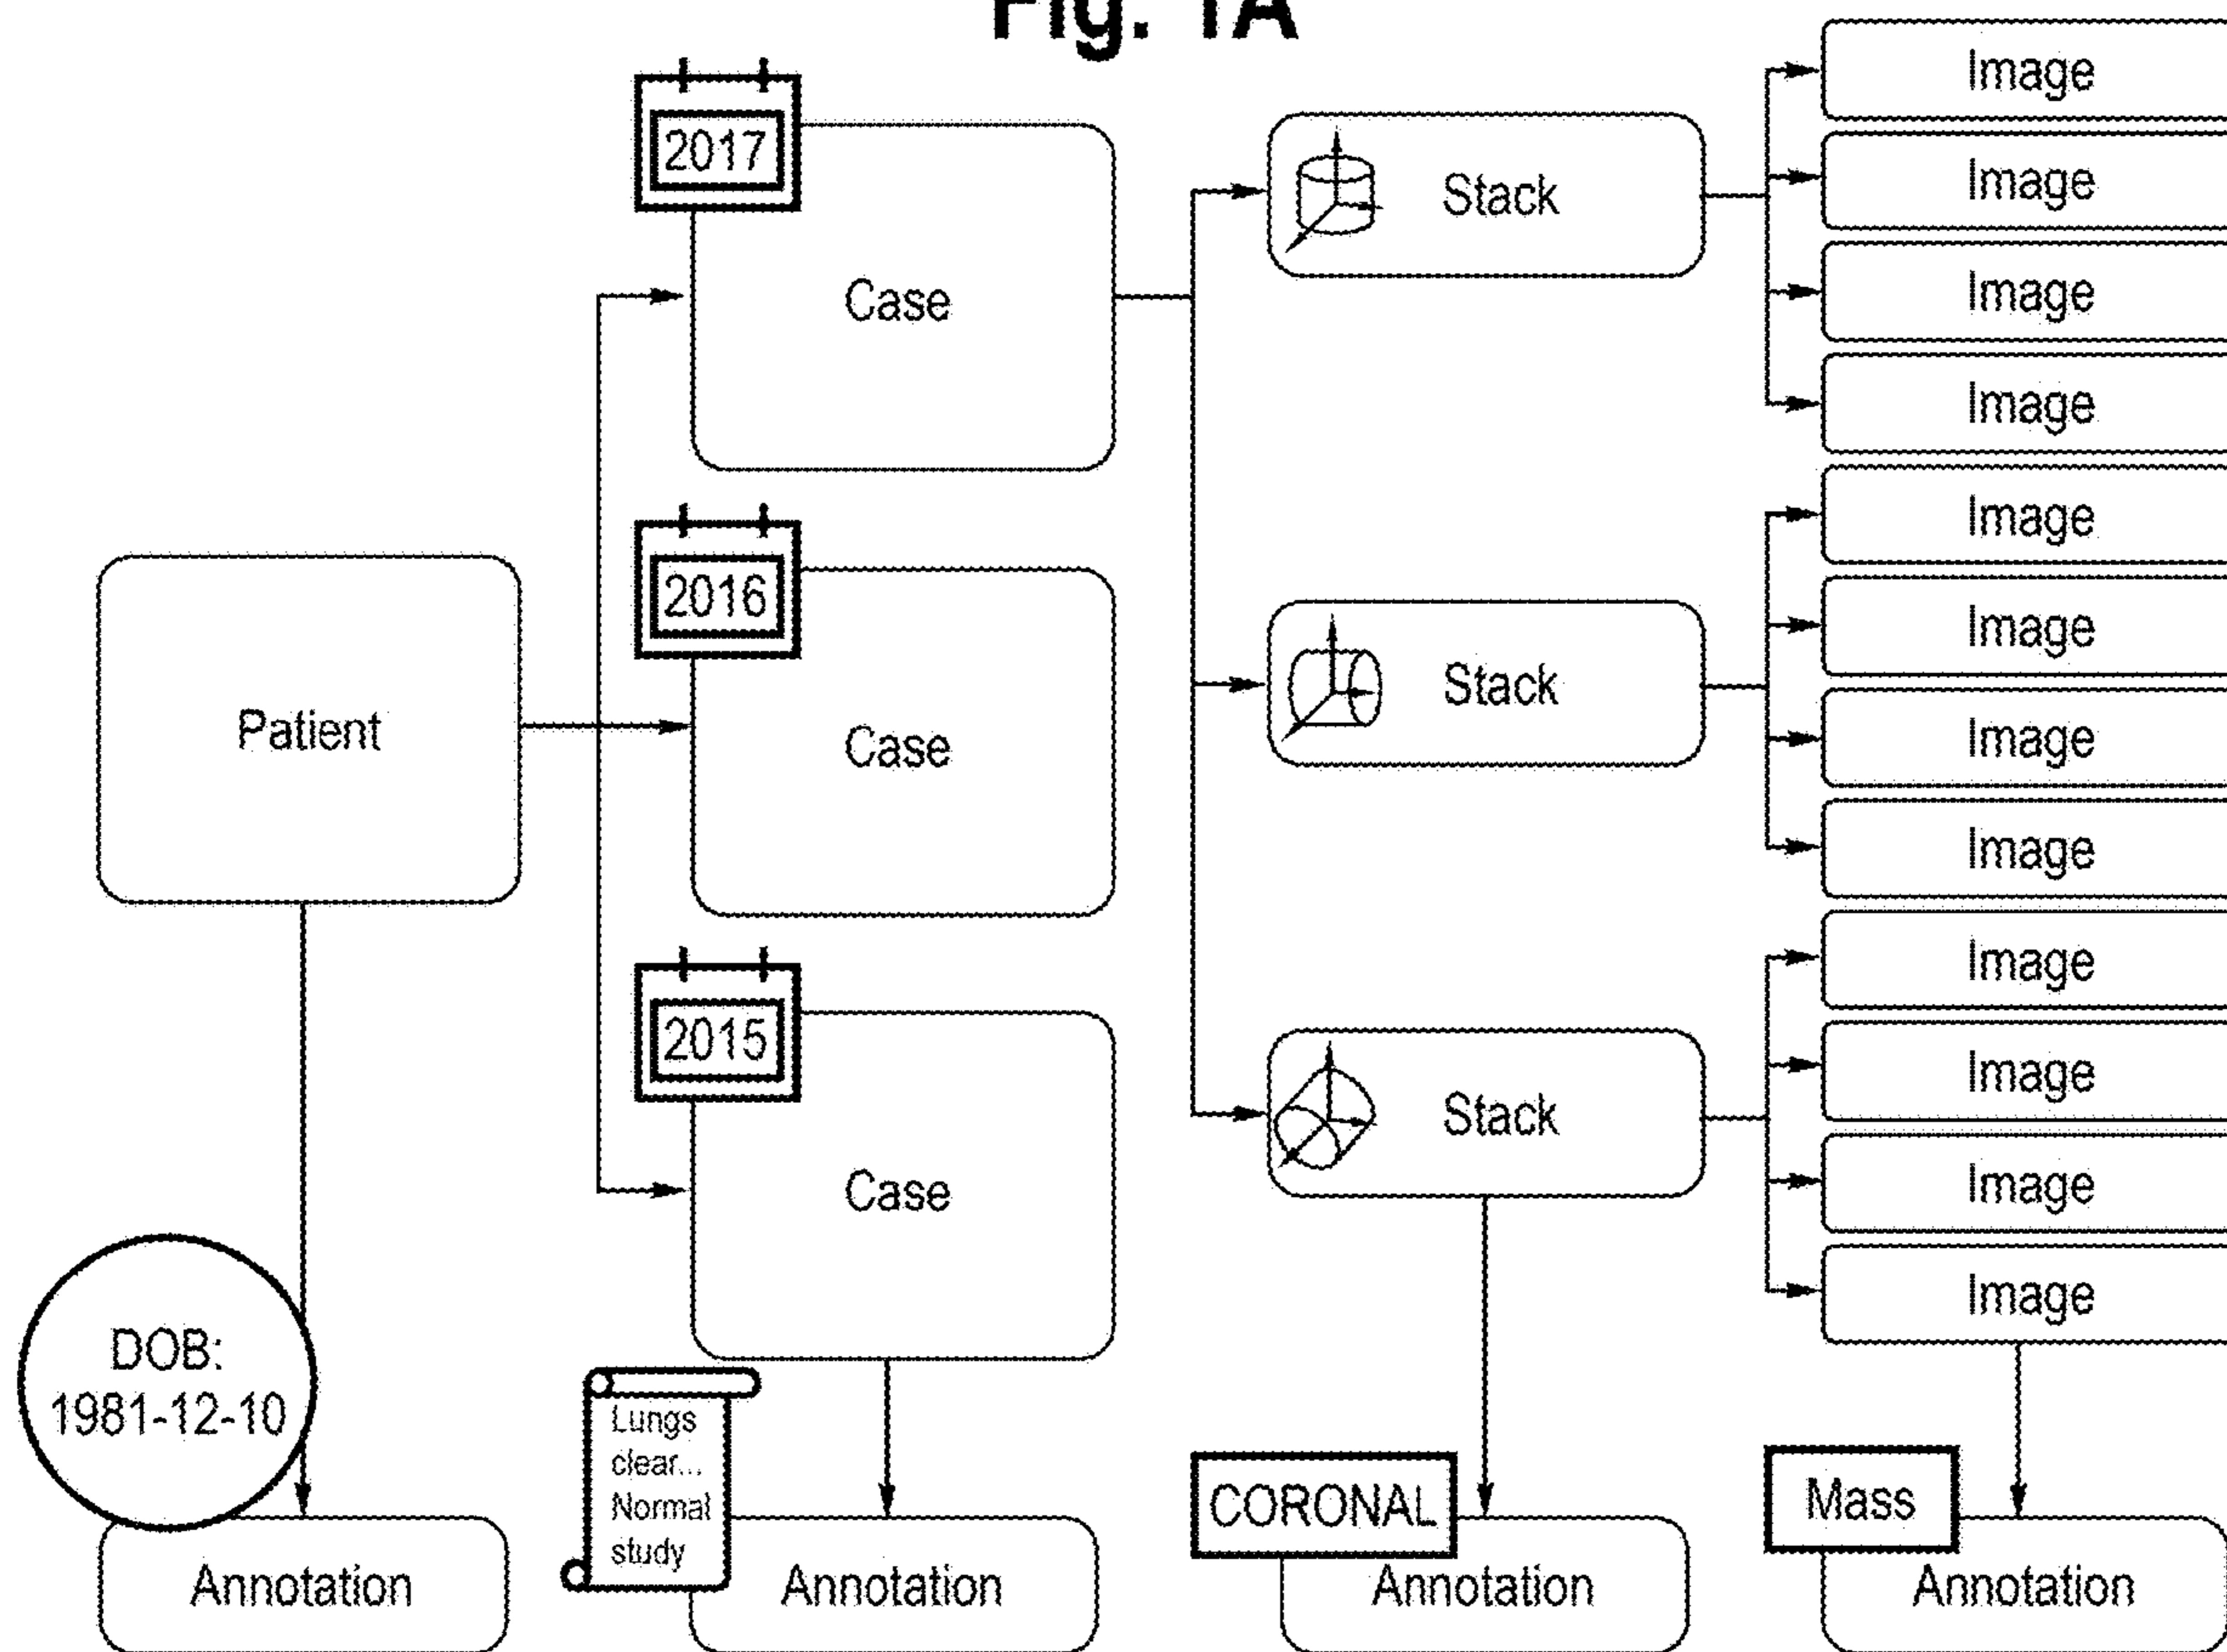 Fig. 1A
2017
Case
Stack
Image
Image
Image
Image
2016
Patient
Case
Stack
Image
Image
Image
Image
2015
Case
Stack
Image
Image
Image
Image
DOB:
1981-12-10
Annotation
Lungs
clear...
Normal
study
Annotation
CORONAL
Annotation
Mass
Annotation